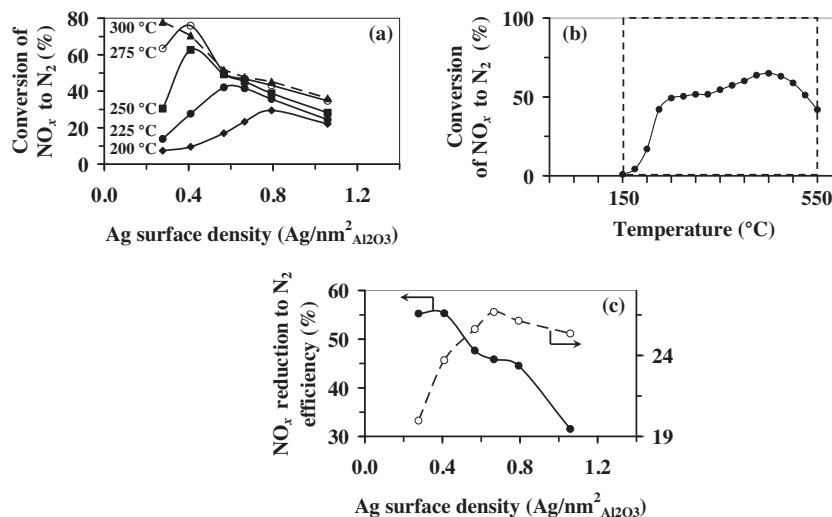 (a)
Conversion of
NOx to N2 (%)
80
60
40
20
0
300 °C
275 °C
250 °C
225 °C
200 °C
0.0 0.4 0.8 1.2
Ag surface density (Ag/nm2Al2O3)
(b)
Conversion
of NOx to N2 (%)
100
50
0
150 550
Temperature (°C)
(c)
NOx reduction to N2
efficiency (%)
60
50
40
30
24
19
0.0 0.4 0.8 1.2
Ag surface density (Ag/nm2Al2O3)